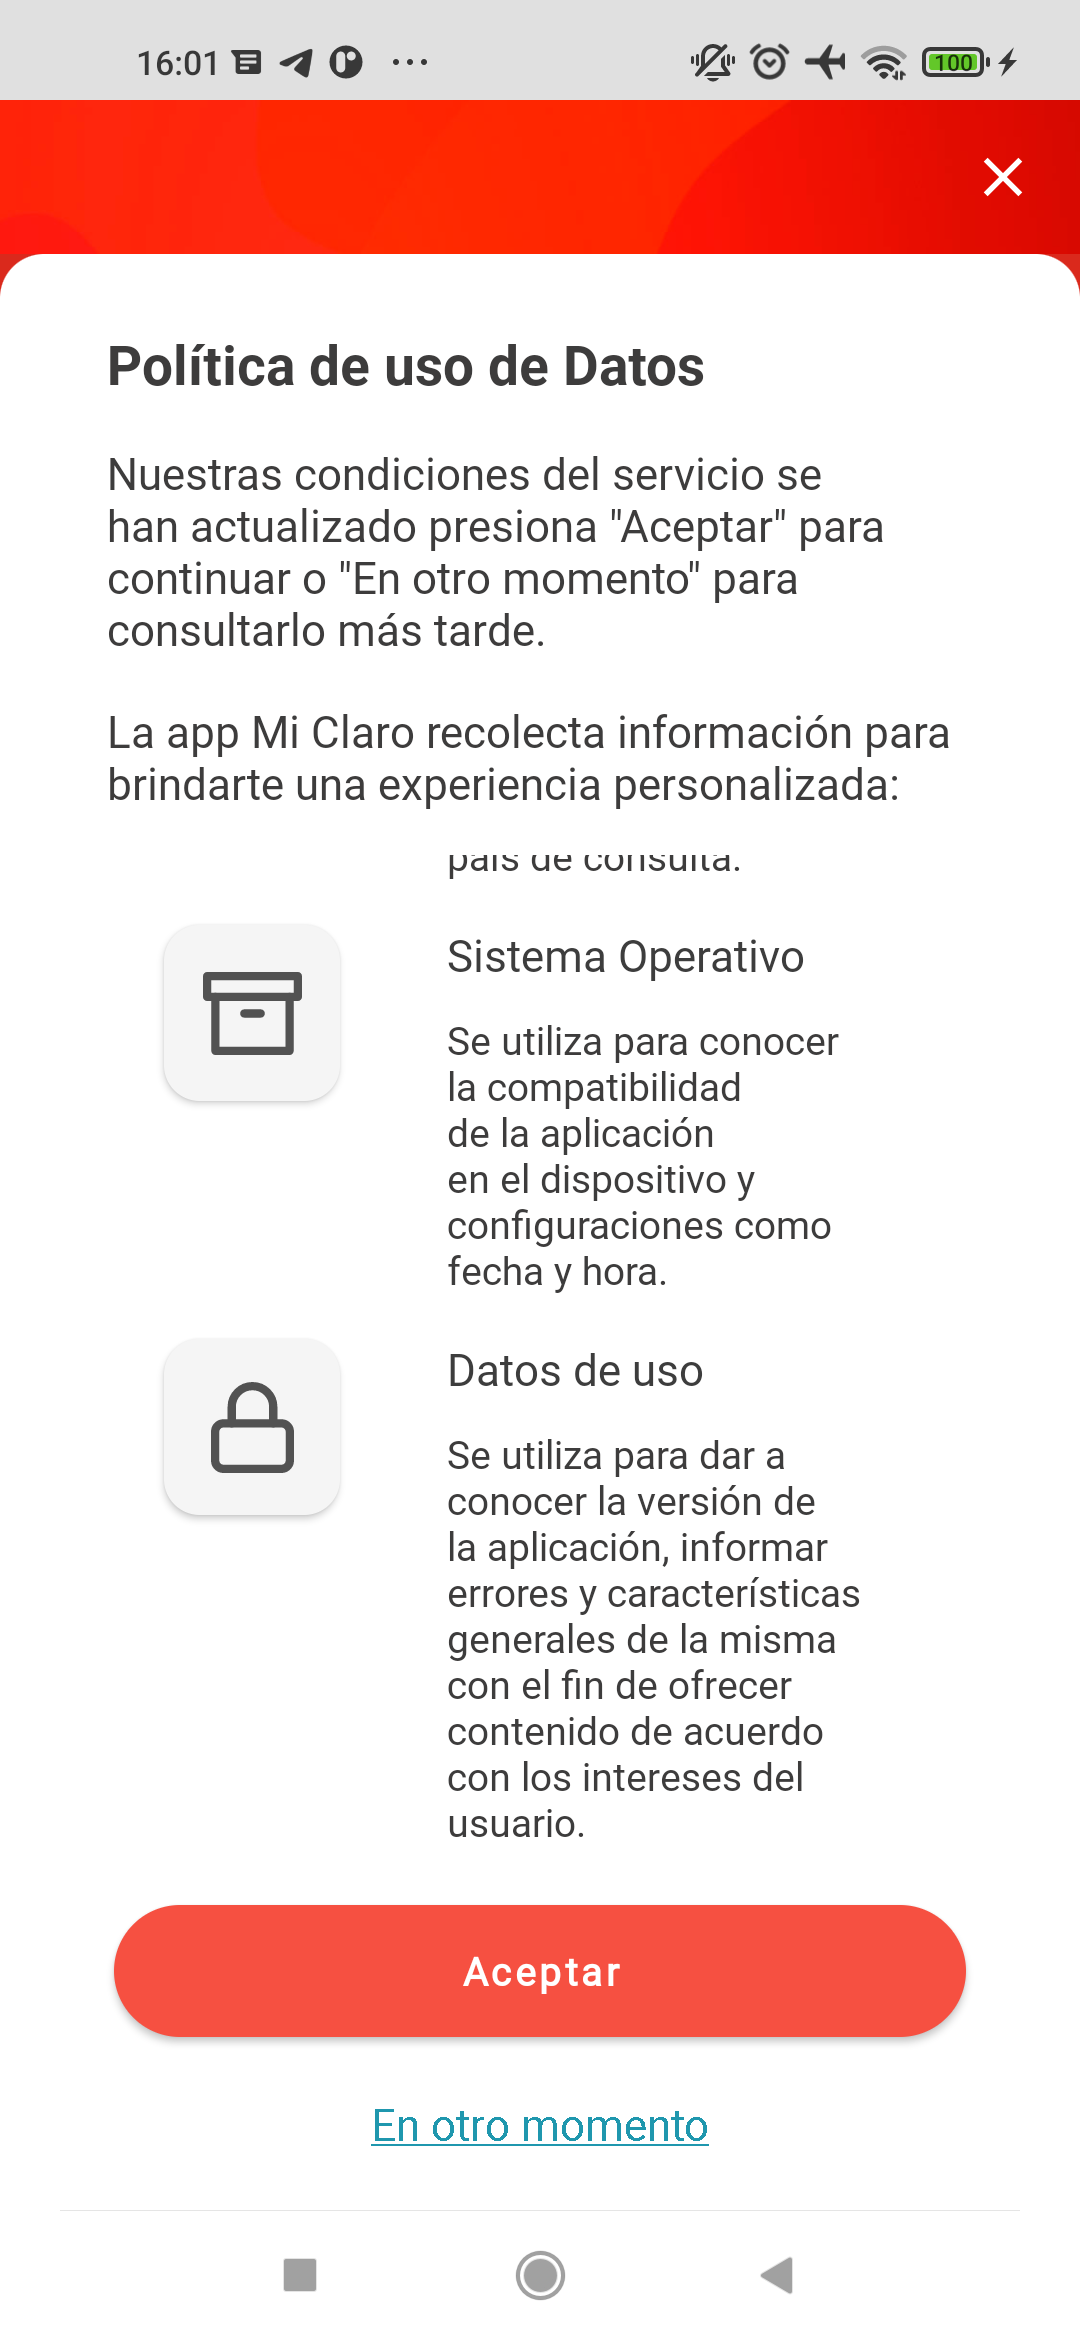 16:01
100
Política de uso de Datos
Nuestras condiciones del servicio se
han actualizado presiona "Aceptar" para
continuar o "En otro momento" para
consultarlo más tarde.
La app Mi Claro recolecta información para
brindarte una experiencia personalizada:
país de consulta.
Sistema Operativo
Se utiliza para conocer
la compatibilidad
de la aplicación
en el dispositivo y
configuraciones como
fecha y hora.
Datos de uso
Se utiliza para dar a
conocer la versión de
la aplicación, informar
errores y características
generales de la misma
con el fin de ofrecer
contenido de acuerdo
con los intereses del
usuario.
Aceptar
En otro momento